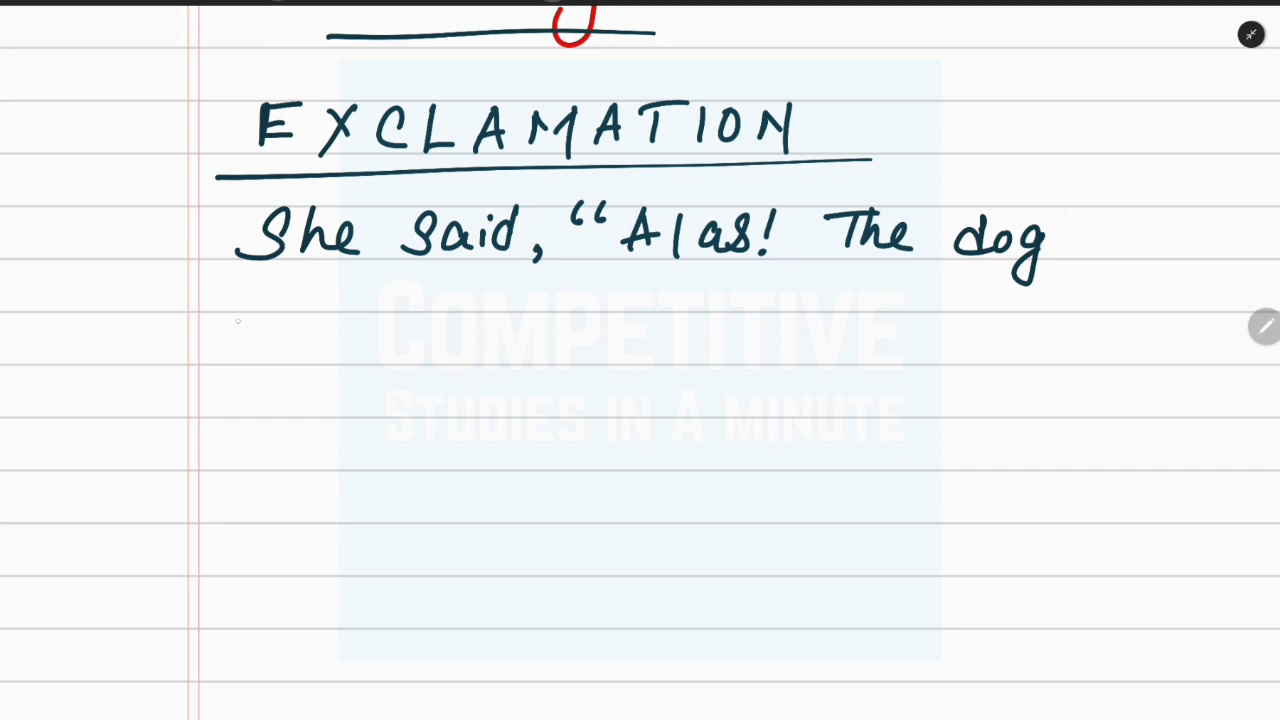 EXCLAMATION
She said, “Alas! The dog
COMPETITIVE
STUDIES IN A MINUTE